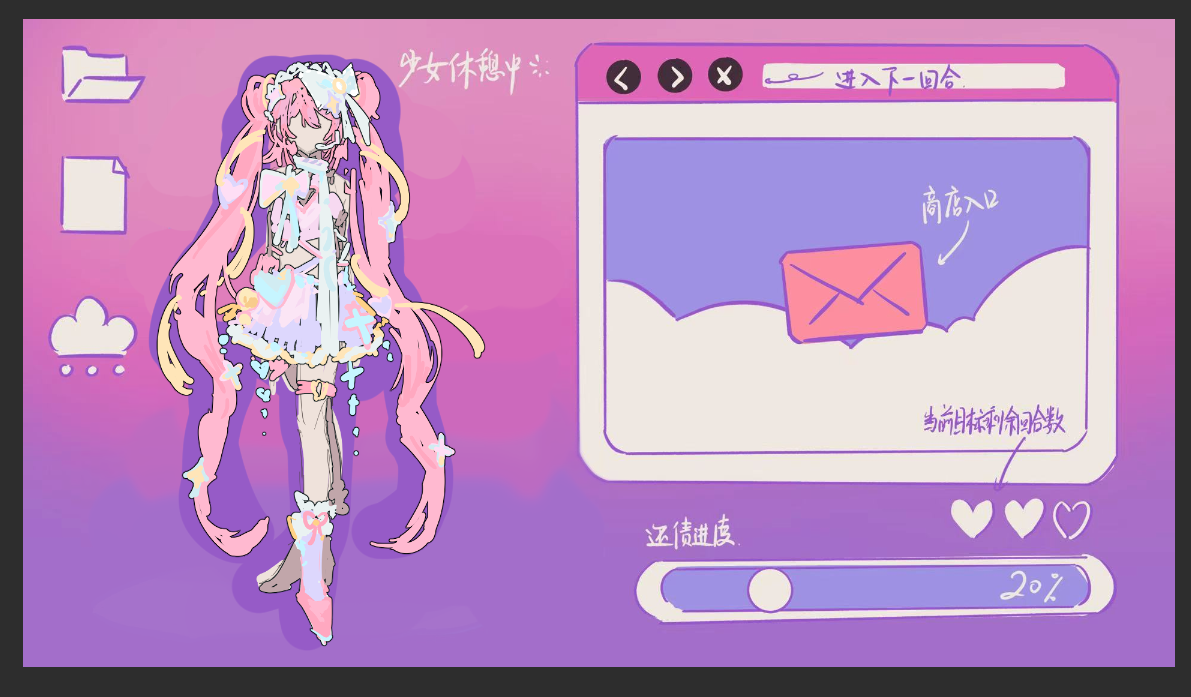 少女休憩中
进入下一回合
商店入口
当前目标剩余回合数
还债进度
20%